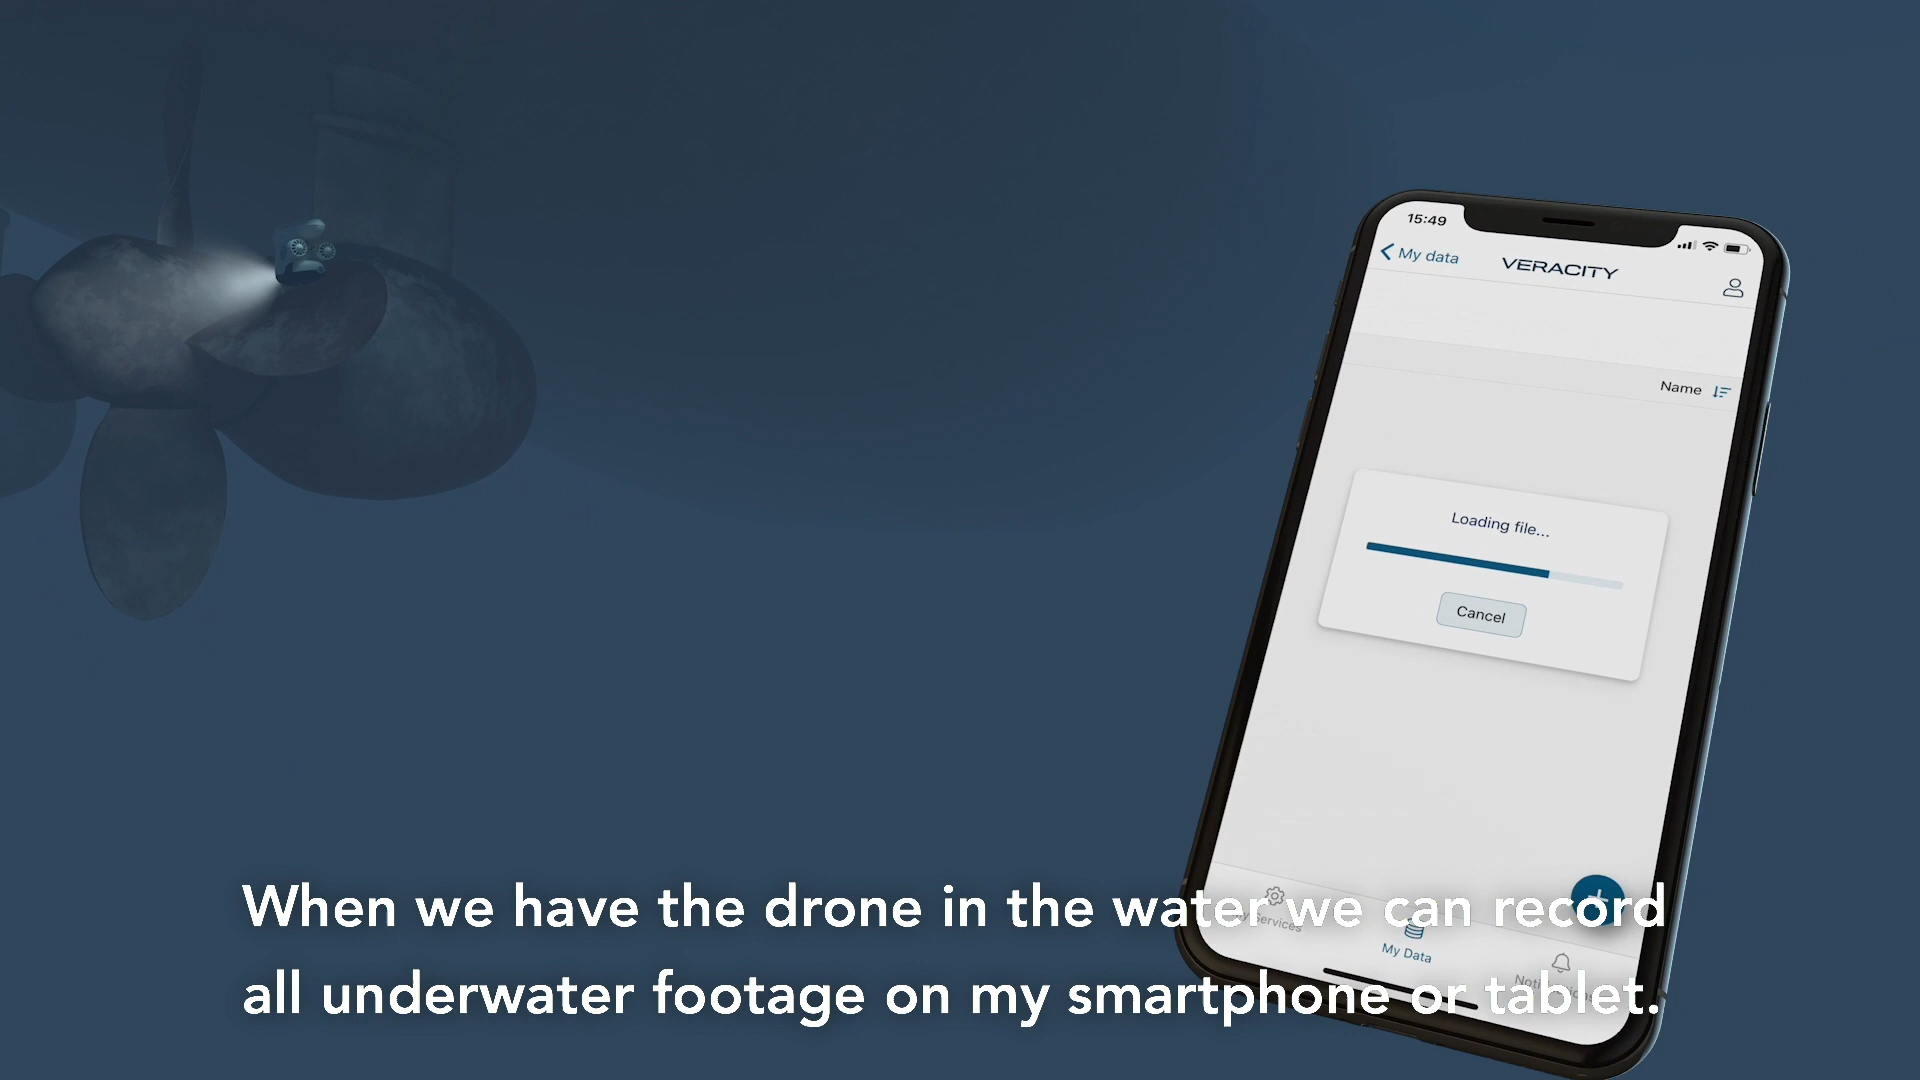 15:49
My data
VERACITY
Name
Loading file...
Cancel
When we have the drone in the water we can record
all underwater footage on my smartphone or tablet.
Services
My Data